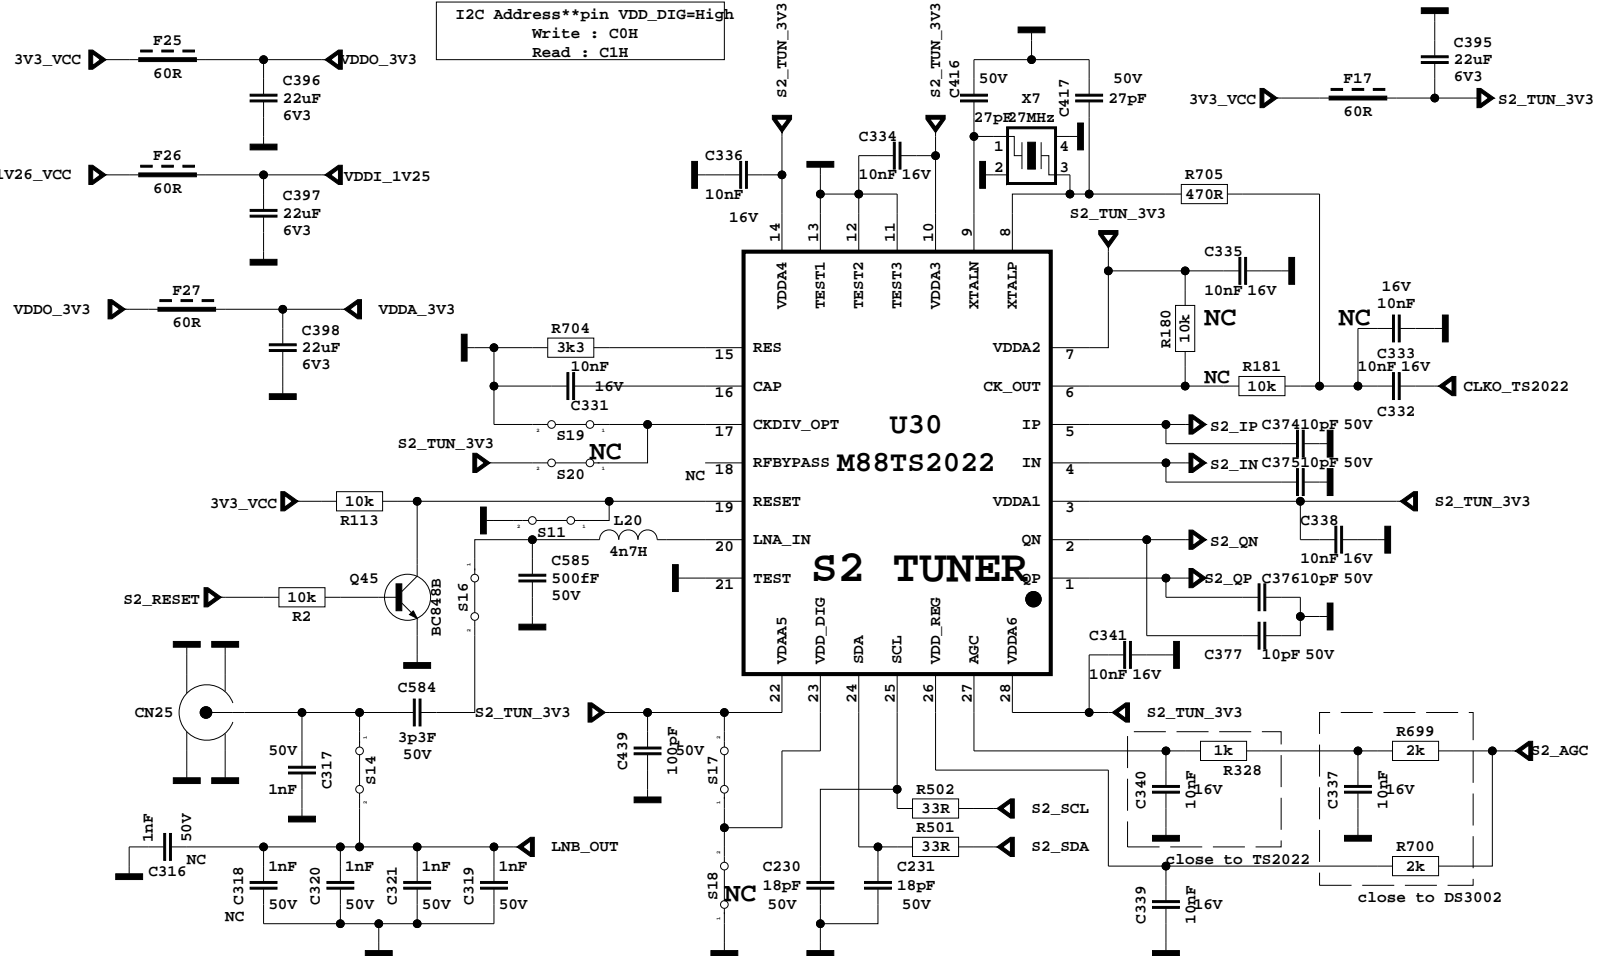 I2C Address**pin VDD_DIG=High
Write : C0H
Read : C1H
3V3_VCC
F25
60R
VDDO_3V3
C396
22uF
6V3
1V26_VCC
F26
60R
VDDI_1V25
C397
22uF
6V3
VDDO_3V3
F27
60R
VDDA_3V3
C398
22uF
6V3
S2_TUN_3V3
C336
10nF
16V
C334
10nF 16V
S2_TUN_3V3
C416
50V
27pF
X7
27MHz
1
2
4
3
C417
50V
27pF
3V3_VCC
F17
60R
S2_TUN_3V3
C395
22uF
6V3
R705
470R
S2_TUN_3V3
C335
10nF 16V
R180
10k
NC
NC
16V
10nF
C333
NC
R181
10k
10nF 16V
C332
CLKO_TS2022
14
13
12
11
10
9
8
VDDA4
TEST1
TEST2
TEST3
VDDA3
XTALN
XTALP
R704
3k3
10nF
16V
C331
S19
S2_TUN_3V3
S20
NC
NC
15
RES
16
CAP
17
CKDIV_OPT
18
RFBYPASS
19
RESET
20
LNA_IN
21
TEST
U30
M88TS2022
S2 TUNER
VDDA2
7
CK_OUT
6
IP
5
IN
4
VDDA1
3
QN
2
QP
1
S2_IP
C374
10pF 50V
S2_IN
C375
10pF 50V
S2_TUN_3V3
C338
10nF 16V
S2_QN
S2_QP
C376
10pF 50V
C377
10pF 50V
3V3_VCC
10k
R113
S11
L20
4n7H
C585
500fF
50V
S16
Q45
BC848B
S2_RESET
10k
R2
CN25
C584
3p3F
50V
50V
C317
1nF
S14
VDAA5
VDD_DIG
SDA
SCL
VDD_REG
AGC
VDDA6
22
23
24
25
26
27
28
C341
10nF 16V
S2_TUN_3V3
S2_TUN_3V3
C439
100pF
50V
S17
S18
NC
C340
10nF
16V
1k
R328
close to TS2022
C337
10nF
16V
R699
2k
S2_AGC
R700
2k
close to DS3002
C339
10nF
16V
R502
33R
S2_SCL
R501
33R
S2_SDA
C230
18pF
50V
C231
18pF
50V
1nF
50V
C316
NC
LNB_OUT
C318
1nF
50V
NC
C320
1nF
50V
C321
1nF
50V
C319
1nF
50V